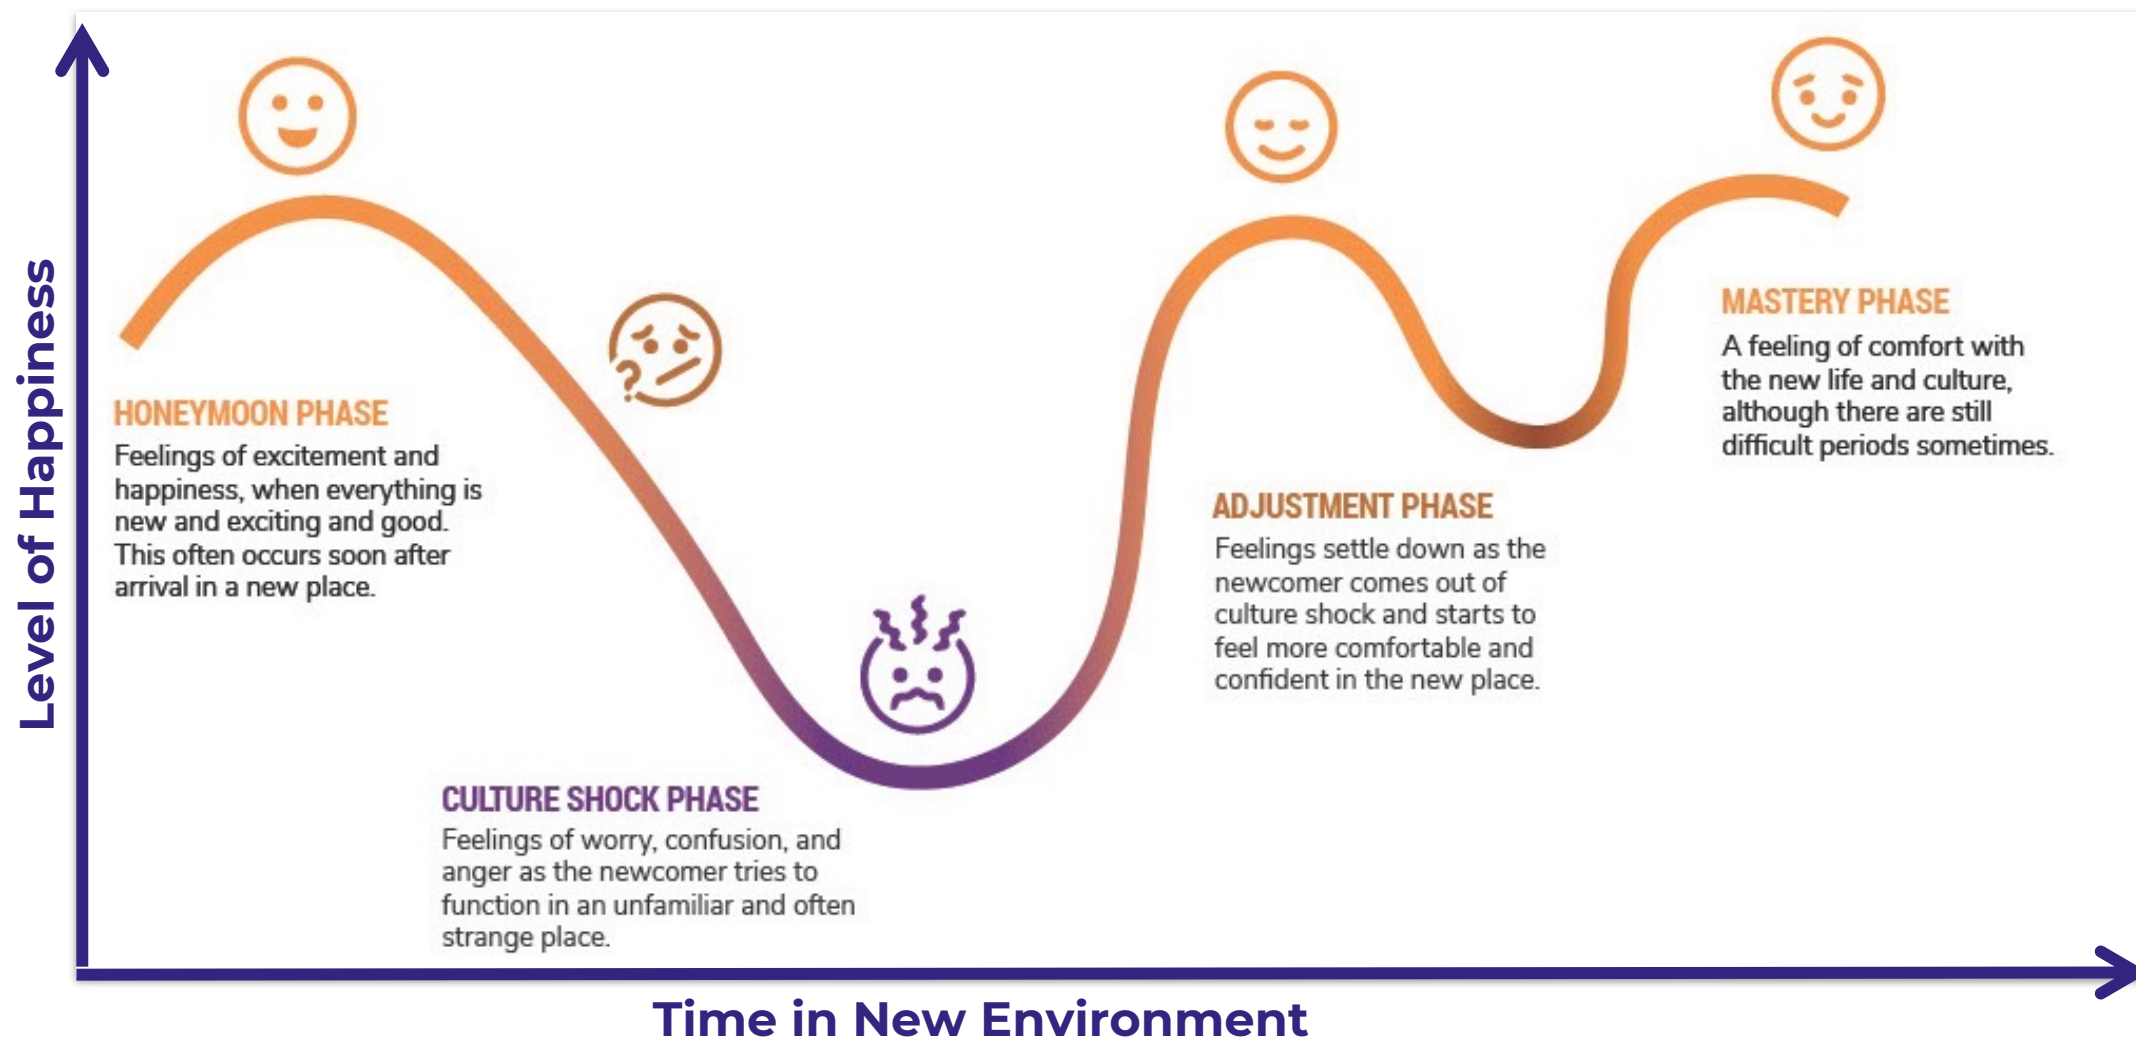 Level of Happiness
HONEYMOON PHASE
Feelings of excitement and
happiness, when everything is
new and exciting and good.
This often occurs soon after
arrival in a new place.
?
CULTURE SHOCK PHASE
Feelings of worry, confusion, and
anger as the newcomer tries to
function in an unfamiliar and often
strange place.
ADJUSTMENT PHASE
Feelings settle down as the
newcomer comes out of
culture shock and starts to
feel more comfortable and
confident in the new place.
MASTERY PHASE
A feeling of comfort with
the new life and culture,
although there are still
difficult periods sometimes.
Time in New Environment